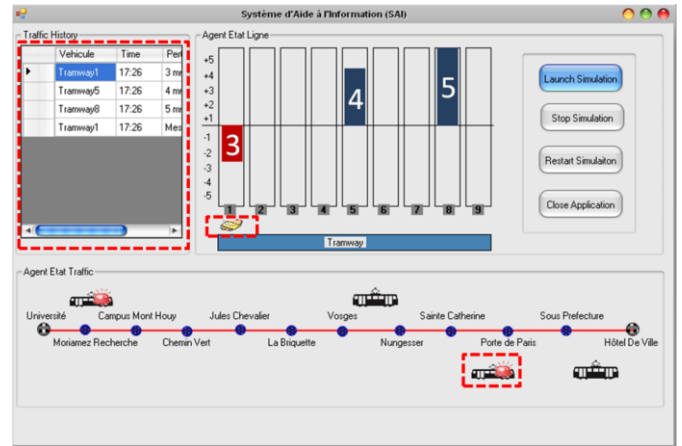 Système d'Aide à l'Information (SAI)
Traffic History
Vehicule Time Pert
Tramway1 17:26 3 mn
Tramway5 17:26 4 mn
Tramway8 17:26 5 mn
Tramway1 17:26 Mes
Agent Etat Ligne
+5
+4
+3
+2
+1
-1
-2
-3
-4
-5
3
4
5
1 2 3 4 5 6 7 8 9
Tramway
Launch Simulation
Stop Simulation
Restart Simulaiton
Close Application
Agent Etat Traffic
Université Campus Mont Houy Jules Chevalier Vosges Sainte Catherine Sous Prefecture
Moriamez Recherche Chemin Vert La Briquette Nungesser Porte de Paris Hôtel De Ville